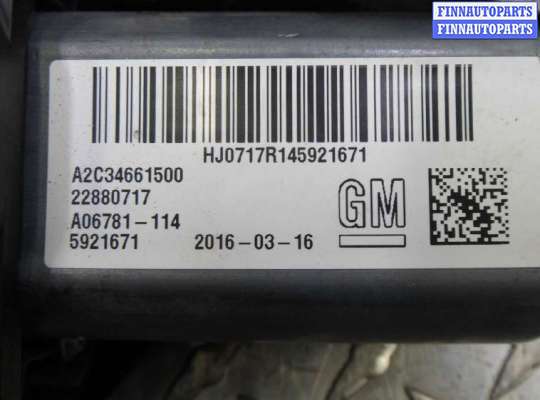 FINNAUTOPARTS
FINNAUTOPARTS
HJ0717R145921671
A2C34661500
22880717
A06781-114
5921671 2016-03-16
GM